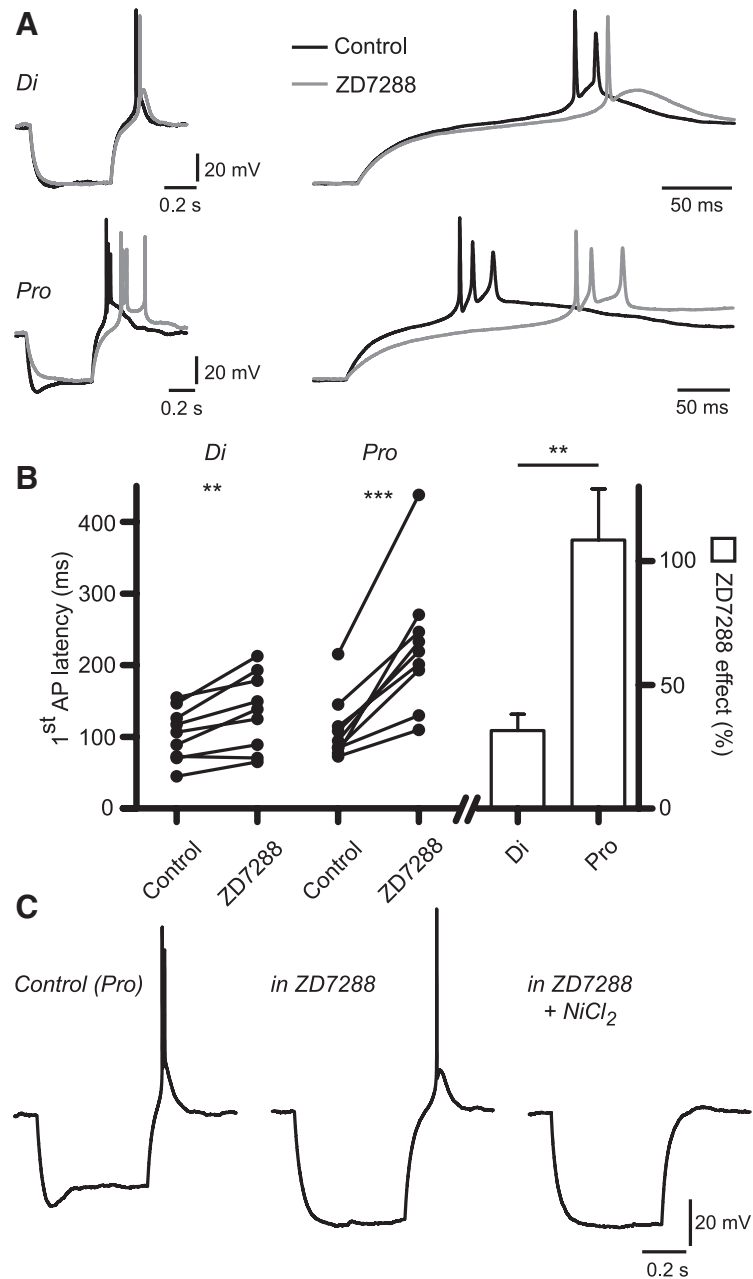 A
Di
Control
ZD7288
20 mV
0.2 s
50 ms
Pro
20 mV
0.2 s
50 ms
B
Di
Pro
**
**
***
400
300
200
100
0
1st AP latency (ms)
100
50
0
ZD7288 effect (%)
Control
ZD7288
Control
ZD7288
Di
Pro
C
Control (Pro)
in ZD7288
in ZD7288
+ NiCl2
20 mV
0.2 s